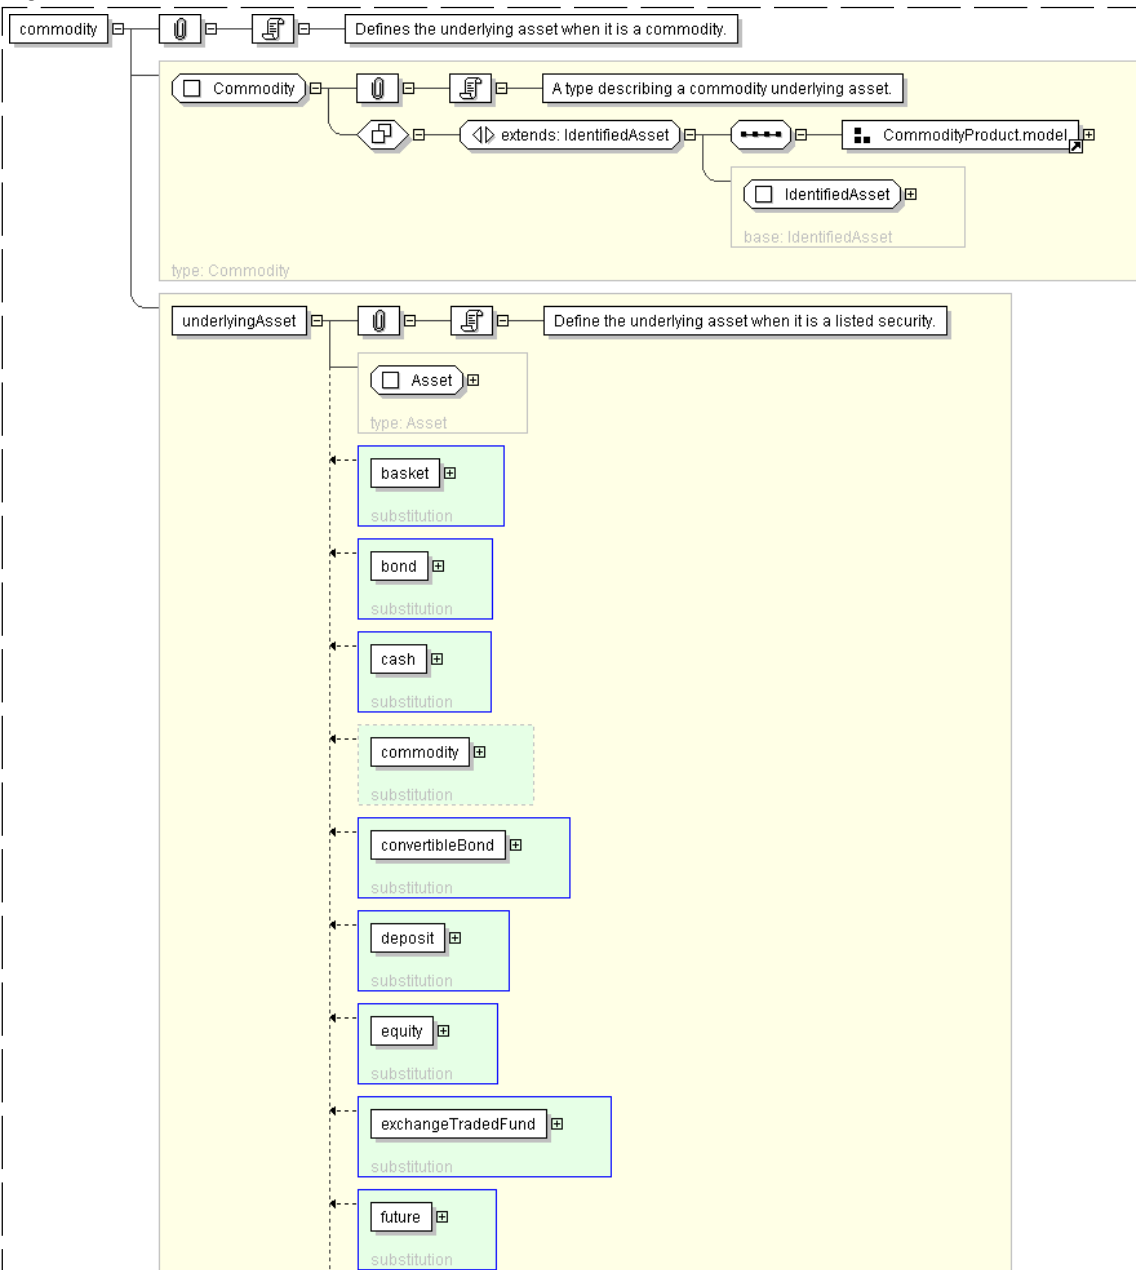 commodity
Defines the underlying asset when it is a commodity.
Commodity
A type describing a commodity underlying asset.
extends: IdentifiedAsset
CommodityProduct.model
IdentifiedAsset
base: IdentifiedAsset
type: Commodity
underlyingAsset
Define the underlying asset when it is a listed security.
Asset
type: Asset
basket
substitution
bond
substitution
cash
substitution
commodity
substitution
convertibleBond
substitution
deposit
substitution
equity
substitution
exchangeTradedFund
substitution
future
substitution